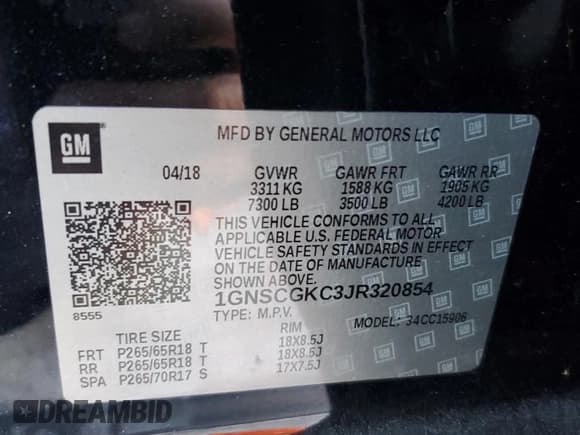 GM
MFD BY GENERAL MOTORS LLC
04/18 GVWR GAWR FRT GAWR RR
3311 KG 1588 KG 1905 KG
7300 LB 3500 LB 4200 LB
THIS VEHICLE CONFORMS TO ALL
APPLICABLE U.S. FEDERAL MOTOR
VEHICLE SAFETY STANDARDS IN EFFECT
ON THE DATE OF MANUFACTURE
SHOWN ABOVE.
1GNSCGKC3JR320854
8555
TYPE: M.P.V. MODEL: 34CC15906
TIRE SIZE RIM
FRT P265/65R18 T 18X8.5J
RR P265/65R18 T 18X8.5J
SPA P265/70R17 S 17X7.5J
DREAMBID